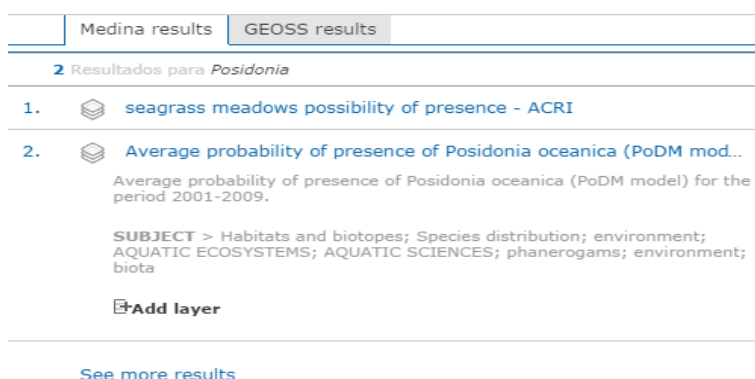 Medina results GEOSS results
2 Resultados para Posidonia
1. seagrass meadows possibility of presence - ACRI
2. Average probability of presence of Posidonia oceanica (PoDM mod...
Average probability of presence of Posidonia oceanica (PoDM model) for the
period 2001-2009.
SUBJECT > Habitats and biotopes; Species distribution; environment;
AQUATIC ECOSYSTEMS; AQUATIC SCIENCES; phanerogams; environment;
biota
Add layer
See more results